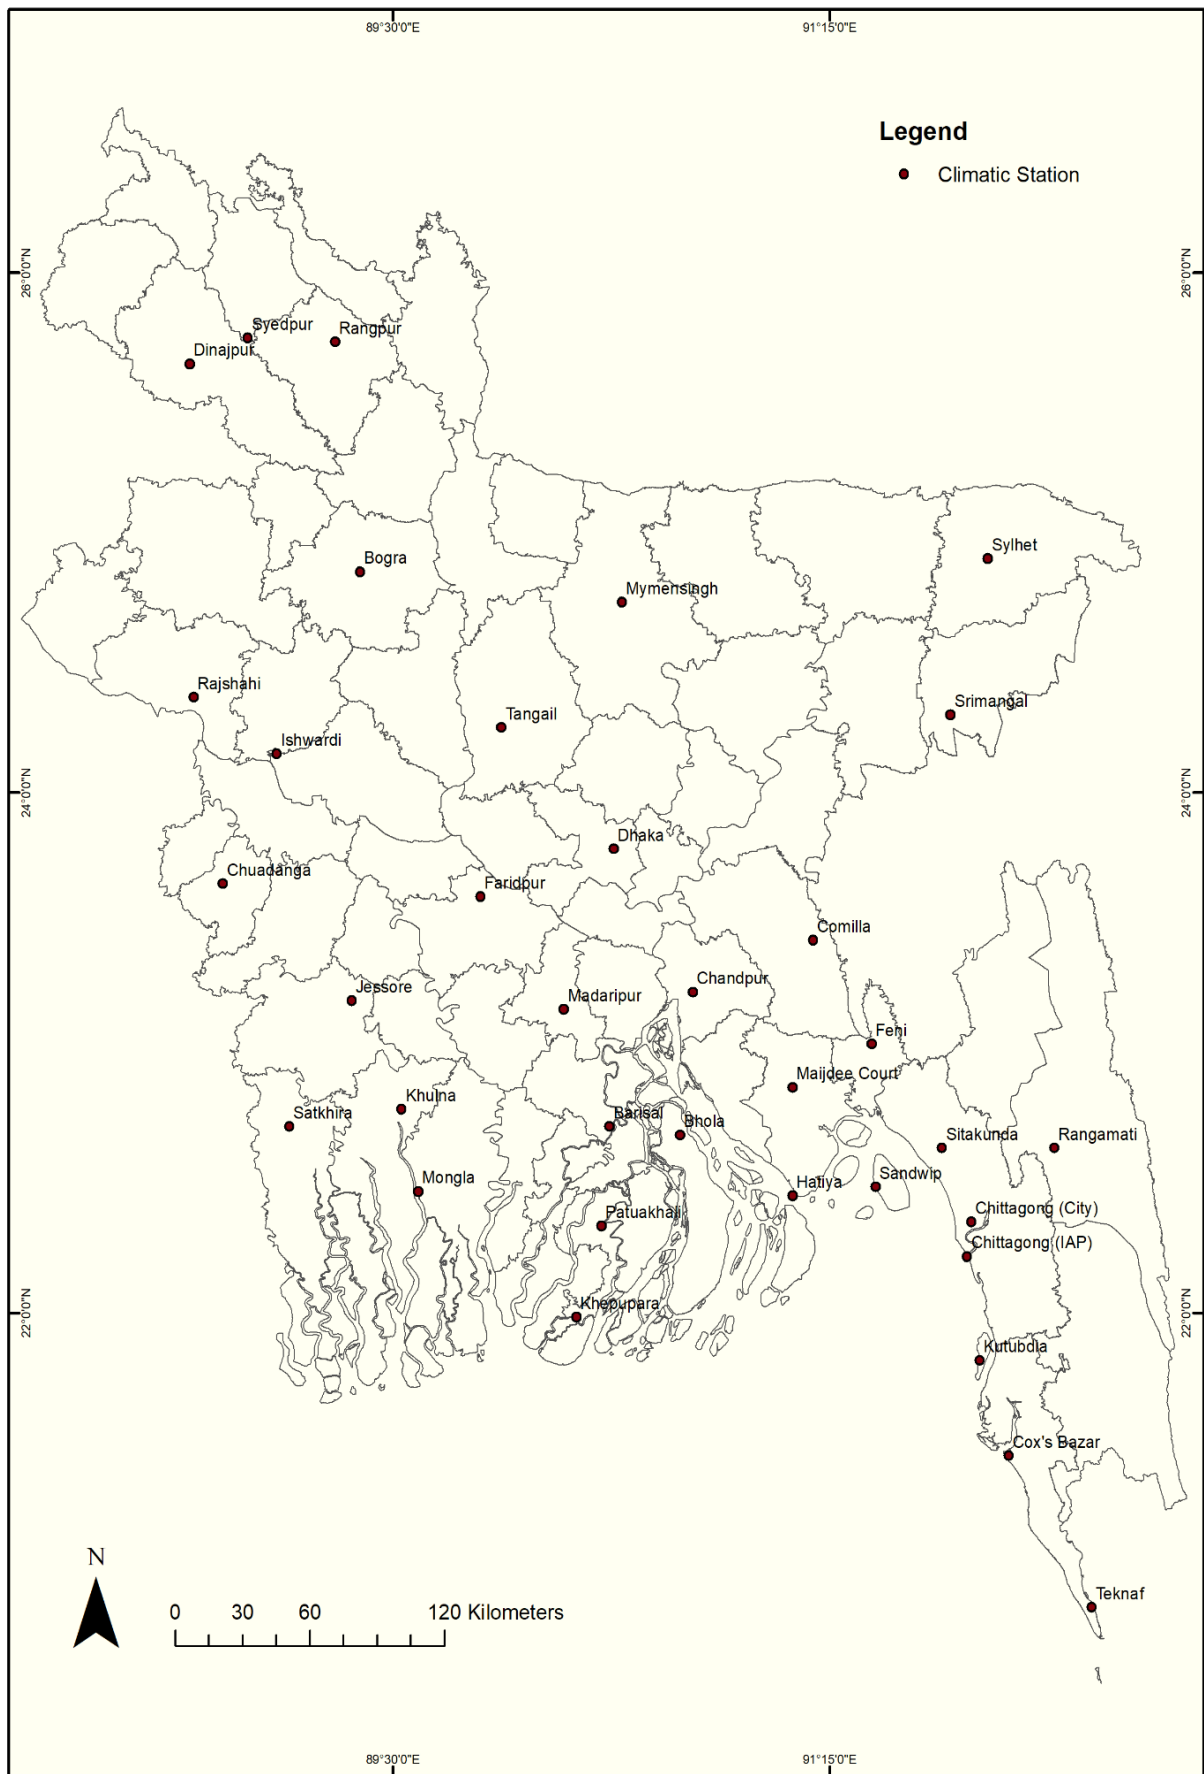 89°30'0"E
91°15'0"E
Legend
Climatic Station
26°0'0"N
26°0'0"N
Syedpur
Rangpur
Dinajpur
Sylhet
Bogra
Mymensingh
Rajshahi
Srimangal
Tangail
Ishwardi
24°0'0"N
24°0'0"N
Dhaka
Chuadanga
Faridpur
Comilla
Chandpur
Jessore
Madaripur
Feni
Maijdee Court
Khulna
Satkhira
Barisal
Bhola
Sitakunda
Rangamati
Mongla
Hatiya
Sandwip
Patuakhali
Chittagong (City)
Chittagong (IAP)
Khepupara
22°0'0"N
22°0'0"N
Kutubdia
Cox's Bazar
N
Teknaf
0 30 60 120 Kilometers
89°30'0"E
91°15'0"E